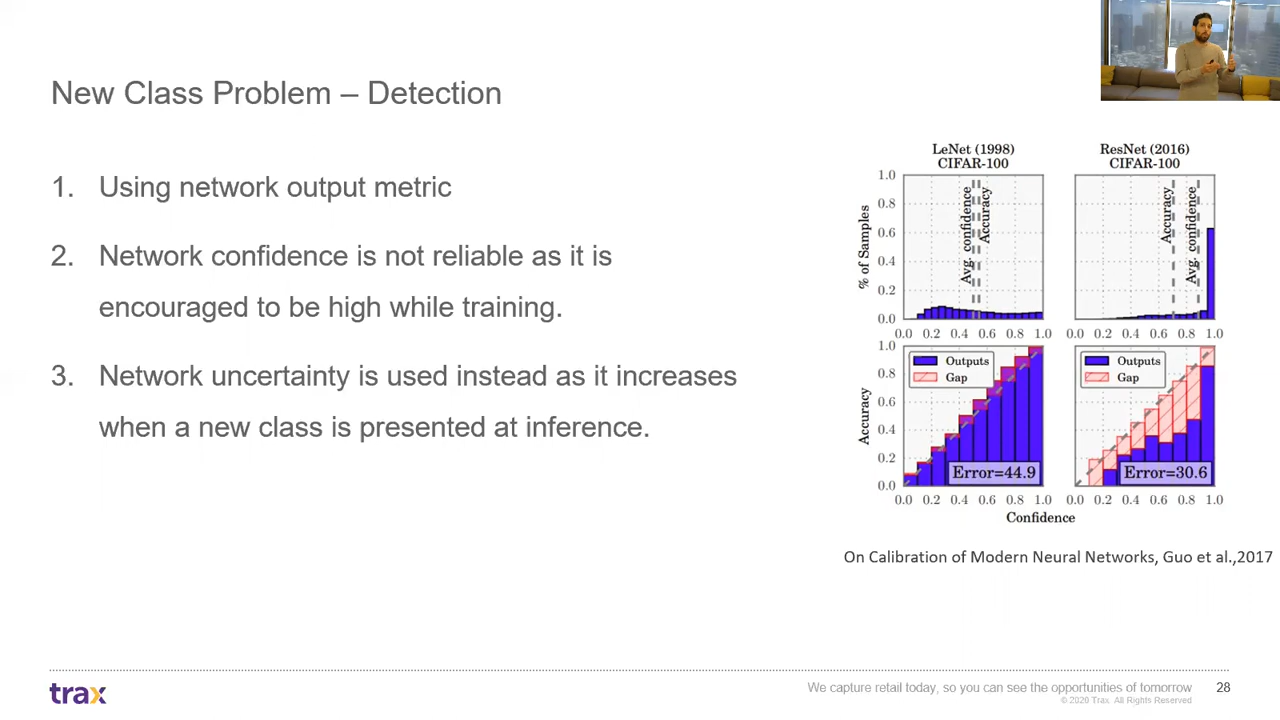 New Class Problem – Detection
1. Using network output metric
2. Network confidence is not reliable as it is
encouraged to be high while training.
3. Network uncertainty is used instead as it increases
when a new class is presented at inference.
LeNet (1998)
CIFAR-100
ResNet (2016)
CIFAR-100
% of Samples
1.0
0.8
0.6
0.4
0.2
0.0
Avg. confidence
Accuracy
Accuracy
Avg. confidence
0.0 0.2 0.4 0.6 0.8 1.0
0.0 0.2 0.4 0.6 0.8 1.0
Accuracy
1.0
0.8
0.6
0.4
0.2
0.0
Outputs
Gap
Error=44.9
Outputs
Gap
Error=30.6
0.0 0.2 0.4 0.6 0.8 1.0
0.0 0.2 0.4 0.6 0.8 1.0
Confidence
On Calibration of Modern Neural Networks, Guo et al.,2017
trax
We capture retail today, so you can see the opportunities of tomorrow
28
© 2020 Trax. All Rights Reserved